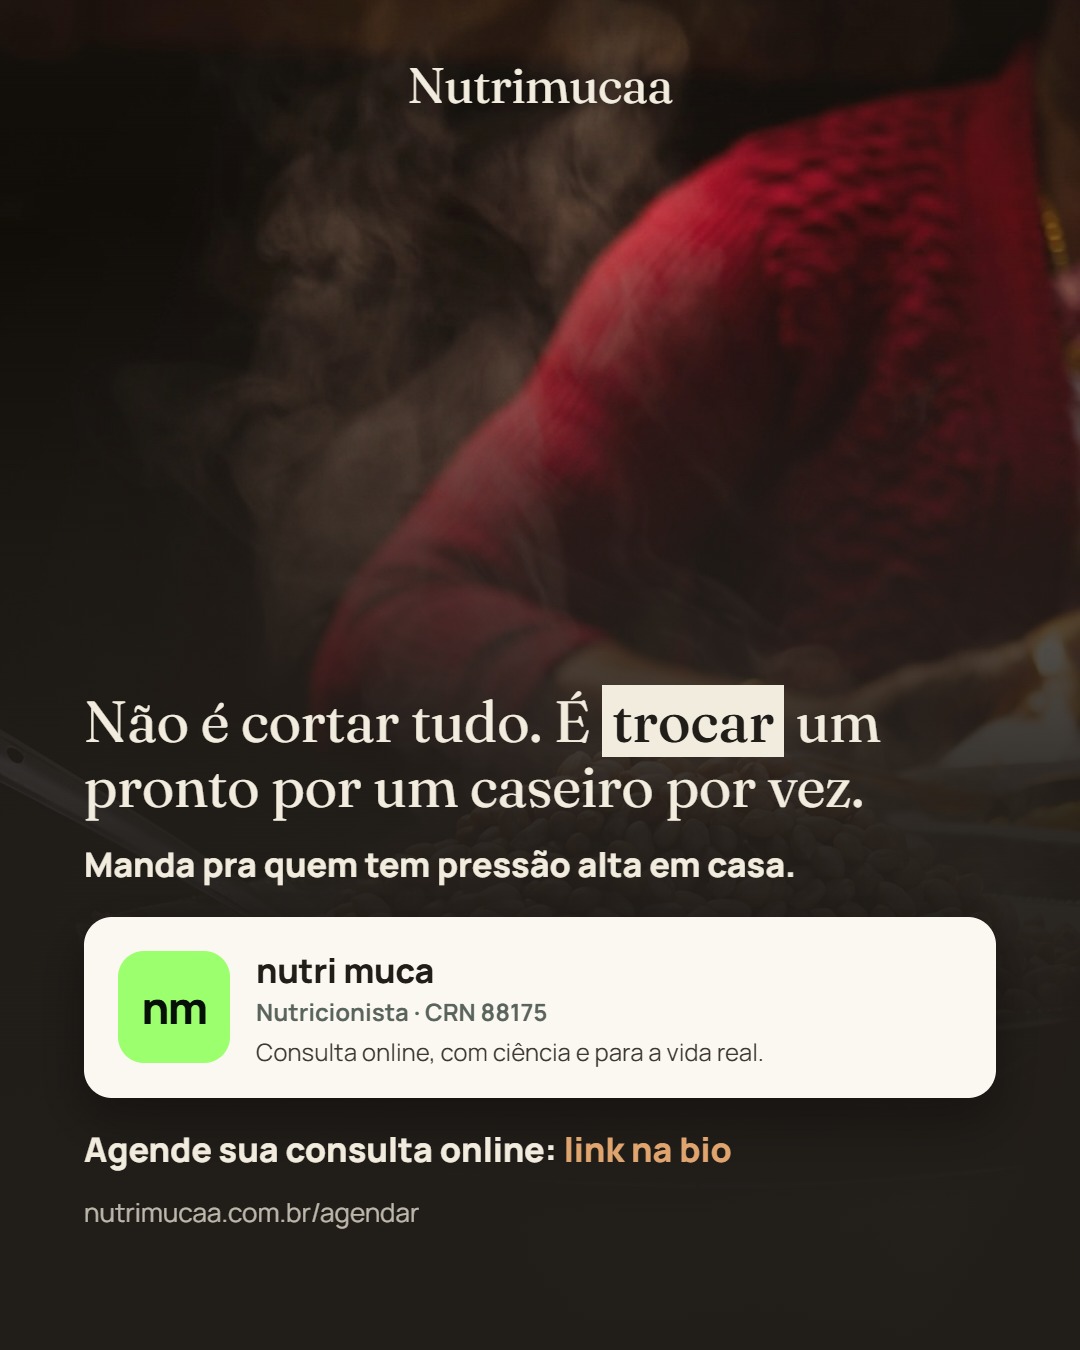 Nutrimucaa
Não é cortar tudo. É trocar um
pronto por um caseiro por vez.
Manda pra quem tem pressão alta em casa.
nm
nutri muca
Nutricionista · CRN 88175
Consulta online, com ciência e para a vida real.
Agende sua consulta online: link na bio
nutrimucaa.com.br/agendar